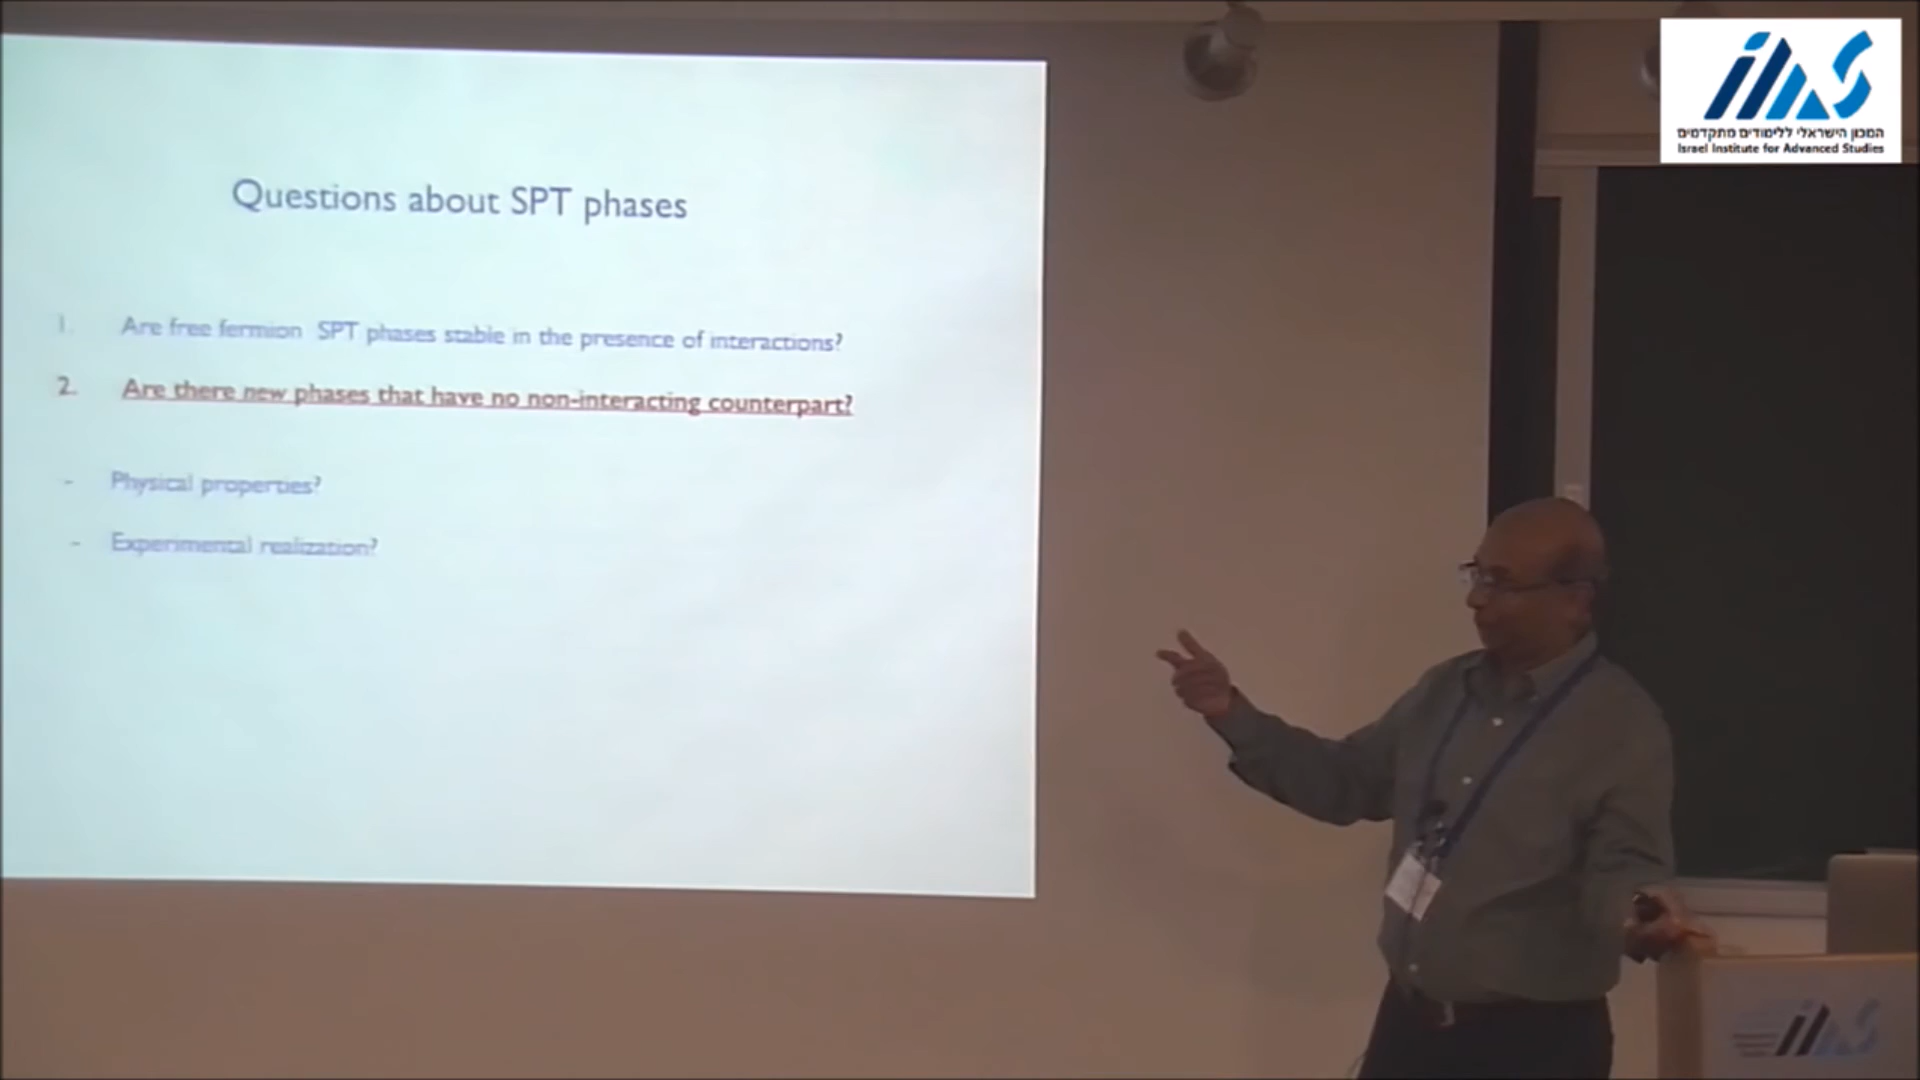 Questions about SPT phases
1. Are free fermion SPT phases stable in the presence of interactions?
2. Are there new phases that have no non-interacting counterpart?
- Physical properties?
- Experimental realization?
המכון הישראלי ללימודים מתקדמים
Israel Institute for Advanced Studies